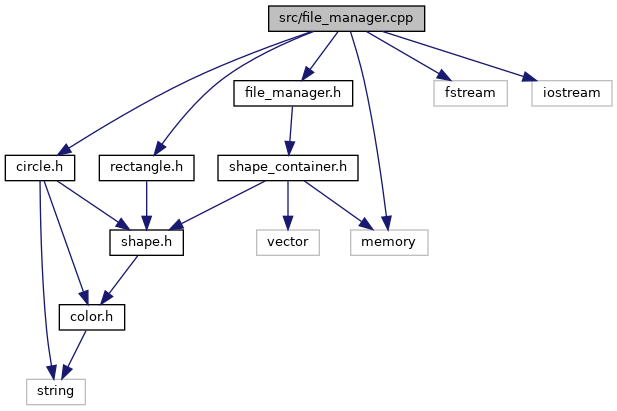 src/file_manager.cpp
file_manager.h
fstream
iostream
circle.h
rectangle.h
shape_container.h
shape.h
vector
memory
color.h
string